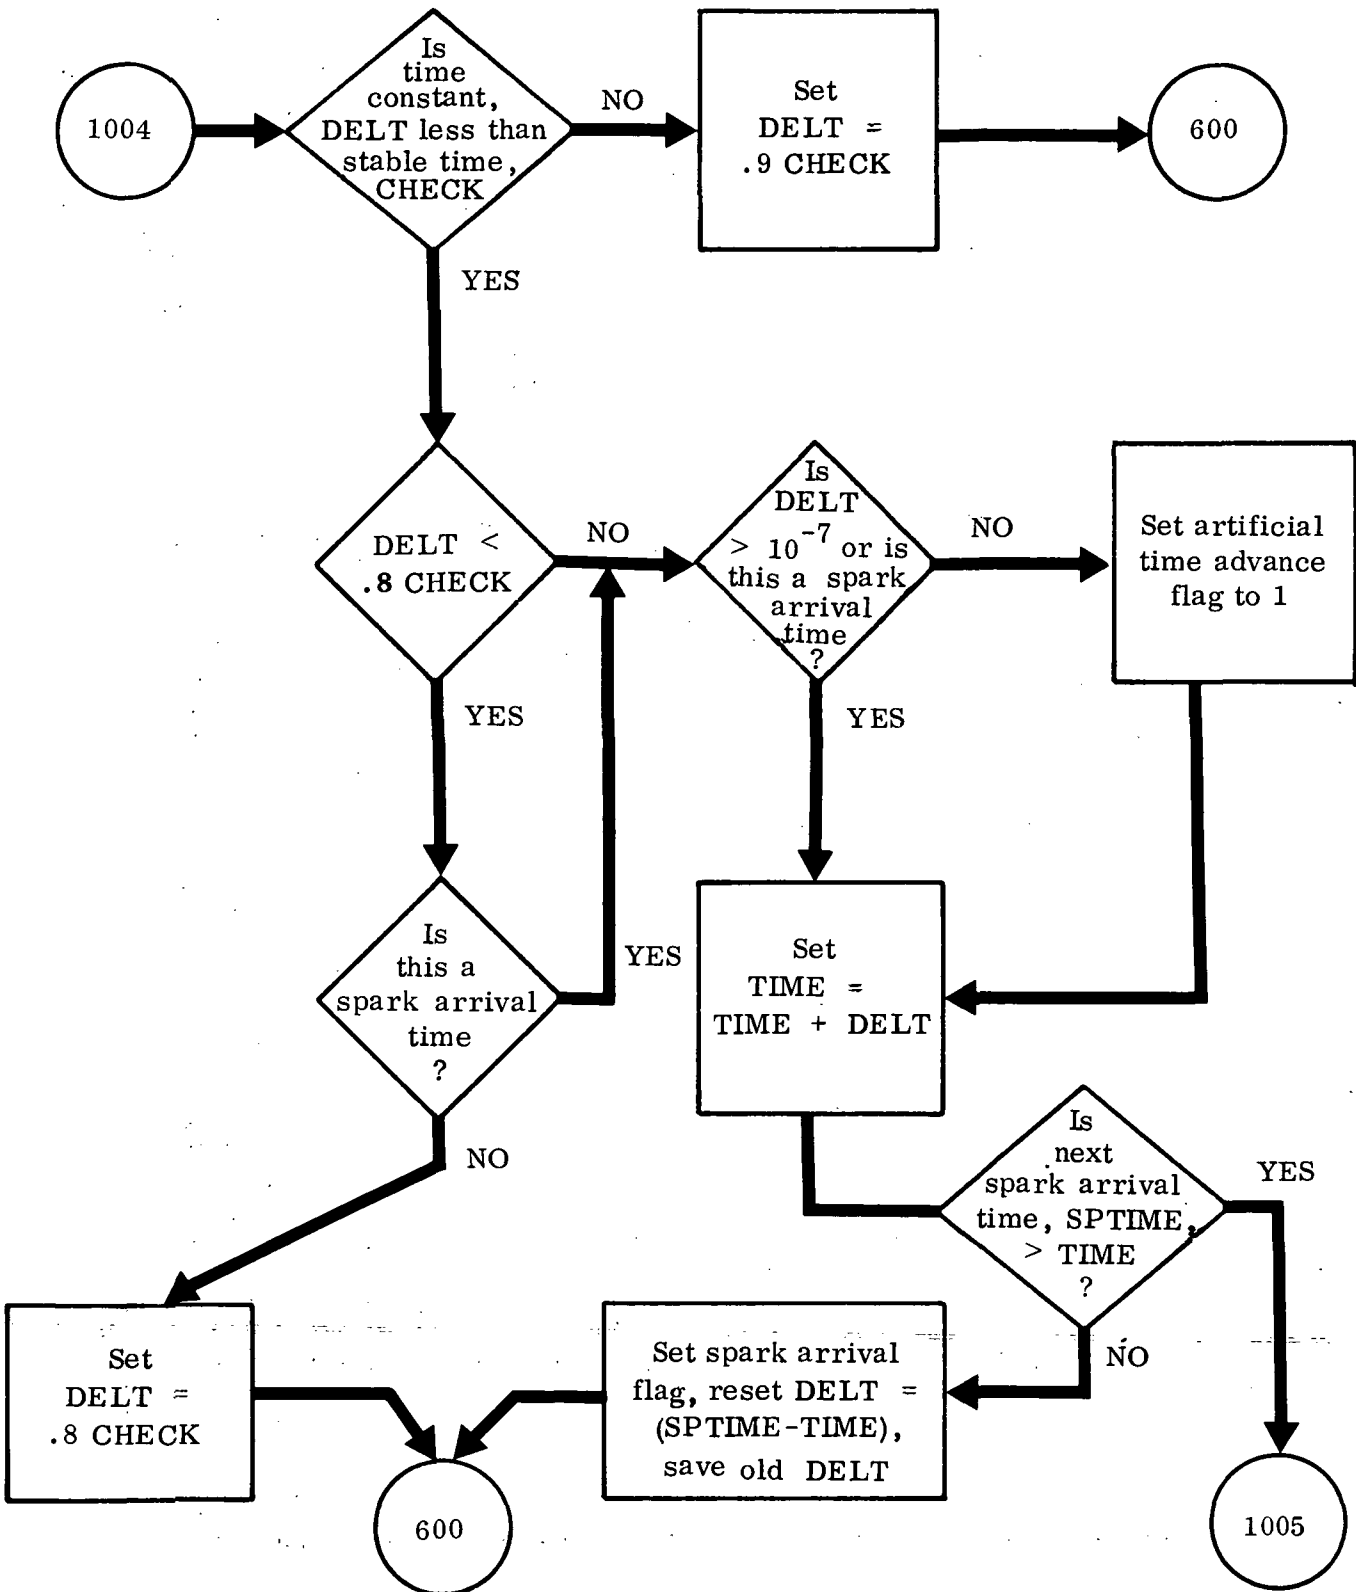 1004
Is
time
constant,
DELT less than
stable time,
CHECK
NO
Set
DELT =
.9 CHECK
600
YES
DELT <
.8 CHECK
NO
Is
DELT
> 10⁻⁷ or is
this a spark
arrival
time
?
NO
Set artificial
time advance
flag to 1
YES
YES
Is
this a
spark arrival
time
?
YES
Set
TIME =
TIME + DELT
NO
Is
next
spark arrival
time, SPTIME,
> TIME
?
YES
NO
Set
DELT =
.8 CHECK
Set spark arrival
flag, reset DELT =
(SPTIME-TIME),
save old DELT
600
1005